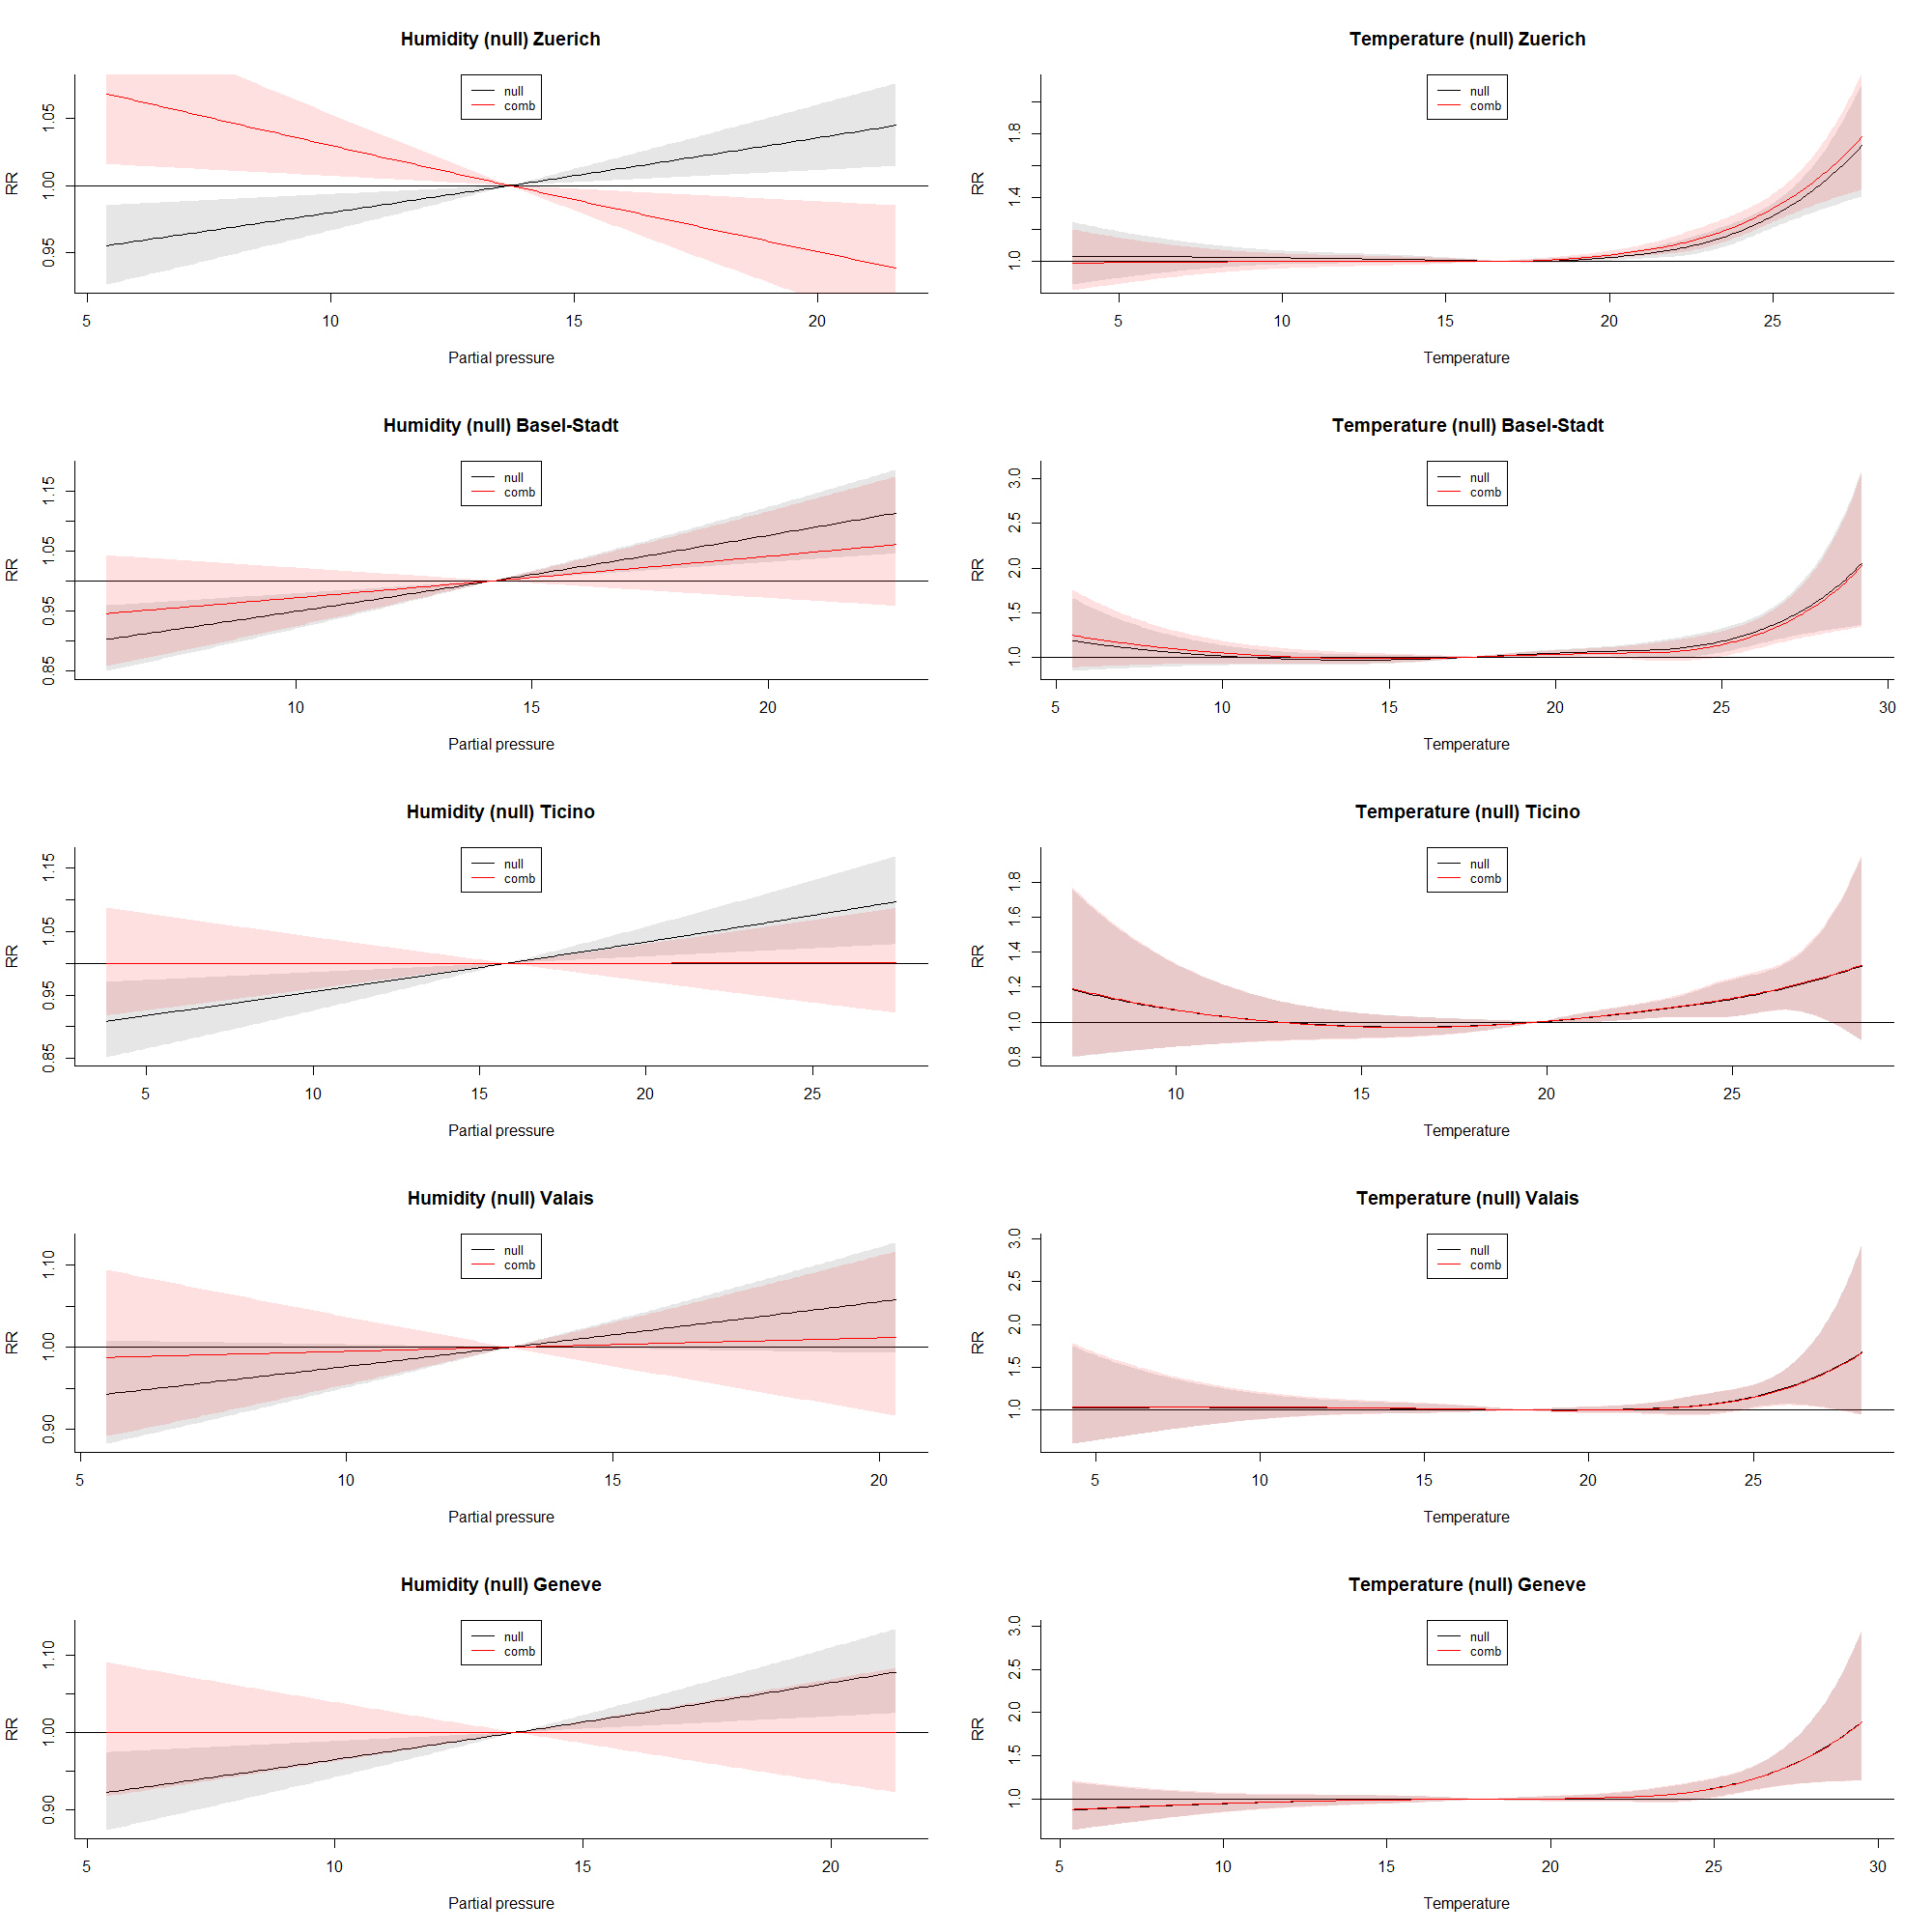 Humidity (null) Zuerich
null
comb
RR
0.95 1.00 1.05
5 10 15 20
Partial pressure
Temperature (null) Zuerich
null
comb
RR
1.0 1.4 1.8
5 10 15 20 25
Temperature
Humidity (null) Basel-Stadt
null
comb
RR
0.85 0.95 1.05 1.15
10 15 20
Partial pressure
Temperature (null) Basel-Stadt
null
comb
RR
1.0 1.5 2.0 2.5 3.0
5 10 15 20 25 30
Temperature
Humidity (null) Ticino
null
comb
RR
0.85 0.95 1.05 1.15
5 10 15 20 25
Partial pressure
Temperature (null) Ticino
null
comb
RR
0.8 1.0 1.2 1.4 1.6 1.8
10 15 20 25
Temperature
Humidity (null) Valais
null
comb
RR
0.90 1.00 1.10
5 10 15 20
Partial pressure
Temperature (null) Valais
null
comb
RR
1.0 1.5 2.0 2.5 3.0
5 10 15 20 25
Temperature
Humidity (null) Geneve
null
comb
RR
0.90 1.00 1.10
5 10 15 20
Partial pressure
Temperature (null) Geneve
null
comb
RR
1.0 1.5 2.0 2.5 3.0
5 10 15 20 25 30
Temperature